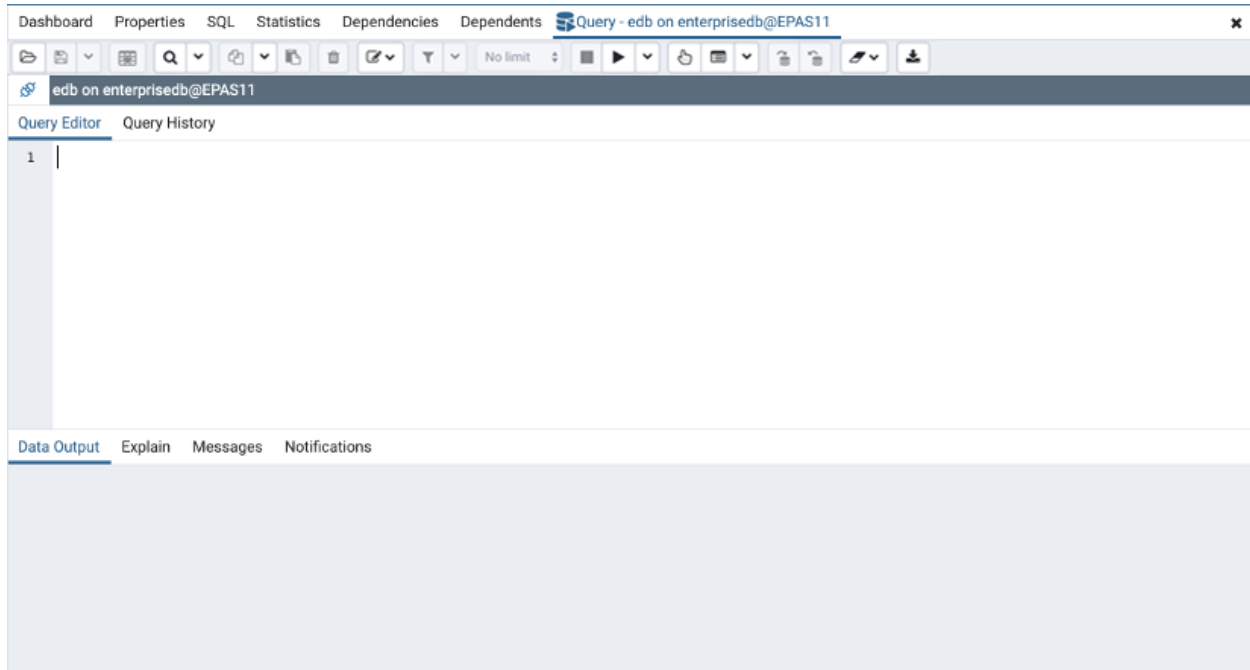 Dashboard Properties SQL Statistics Dependencies Dependents Query - edb on enterprisedb@EPAS11
No limit
edb on enterprisedb@EPAS11
Query Editor Query History
1
Data Output Explain Messages Notifications